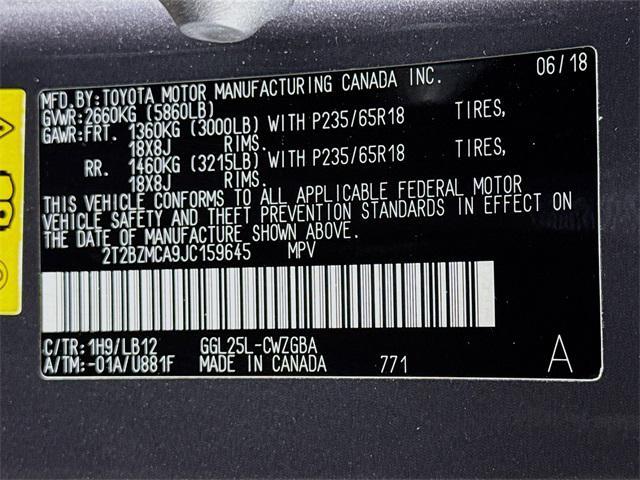 MFD.BY:TOYOTA MOTOR MANUFACTURING CANADA INC. 06/18
GVWR:2660KG (5860LB)
GAWR:FRT. 1360KG (3000LB) WITH P235/65R18 TIRES,
18X8J RIMS.
RR. 1460KG (3215LB) WITH P235/65R18 TIRES,
18X8J RIMS.
THIS VEHICLE CONFORMS TO ALL APPLICABLE FEDERAL MOTOR
VEHICLE SAFETY AND THEFT PREVENTION STANDARDS IN EFFECT ON
THE DATE OF MANUFACTURE SHOWN ABOVE.
2T2BZMCA9JC159645 MPV
C/TR:1H9/LB12 GGL25L-CWZGBA
A/TM:-01A/U881F MADE IN CANADA 771 A